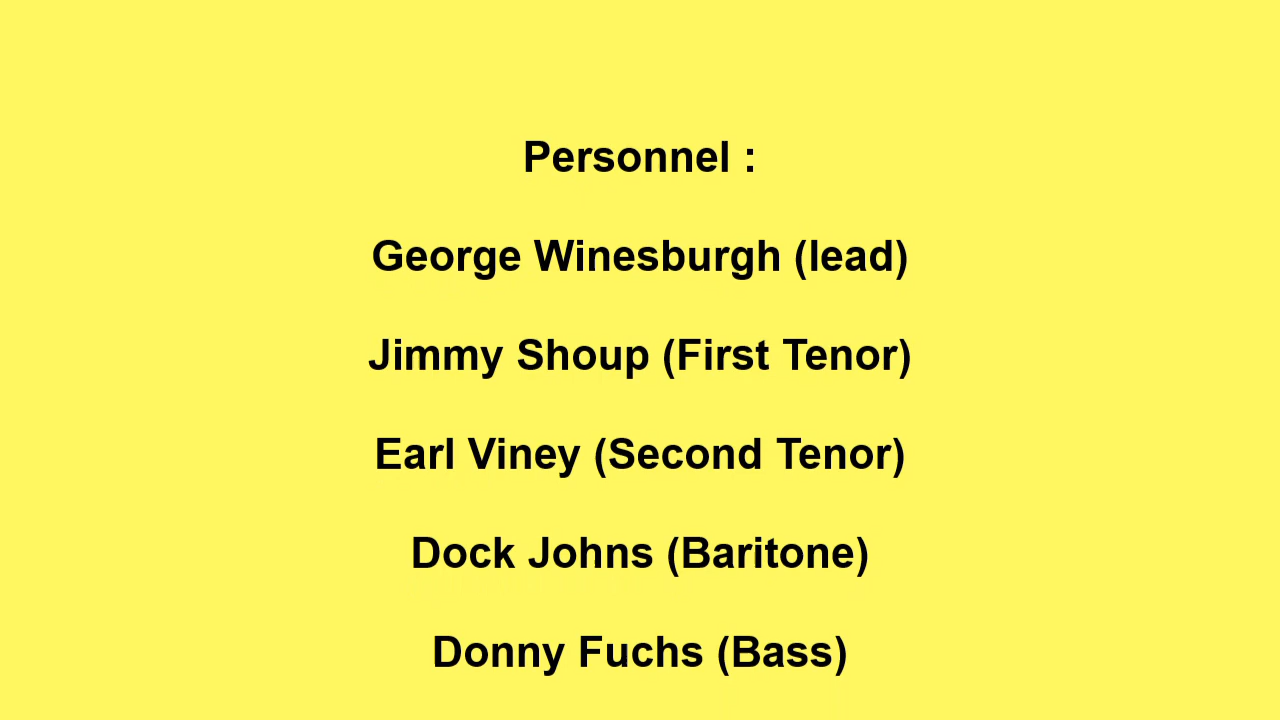 Personnel :
George Winesburgh (lead)
Jimmy Shoup (First Tenor)
Earl Viney (Second Tenor)
Dock Johns (Baritone)
Donny Fuchs (Bass)